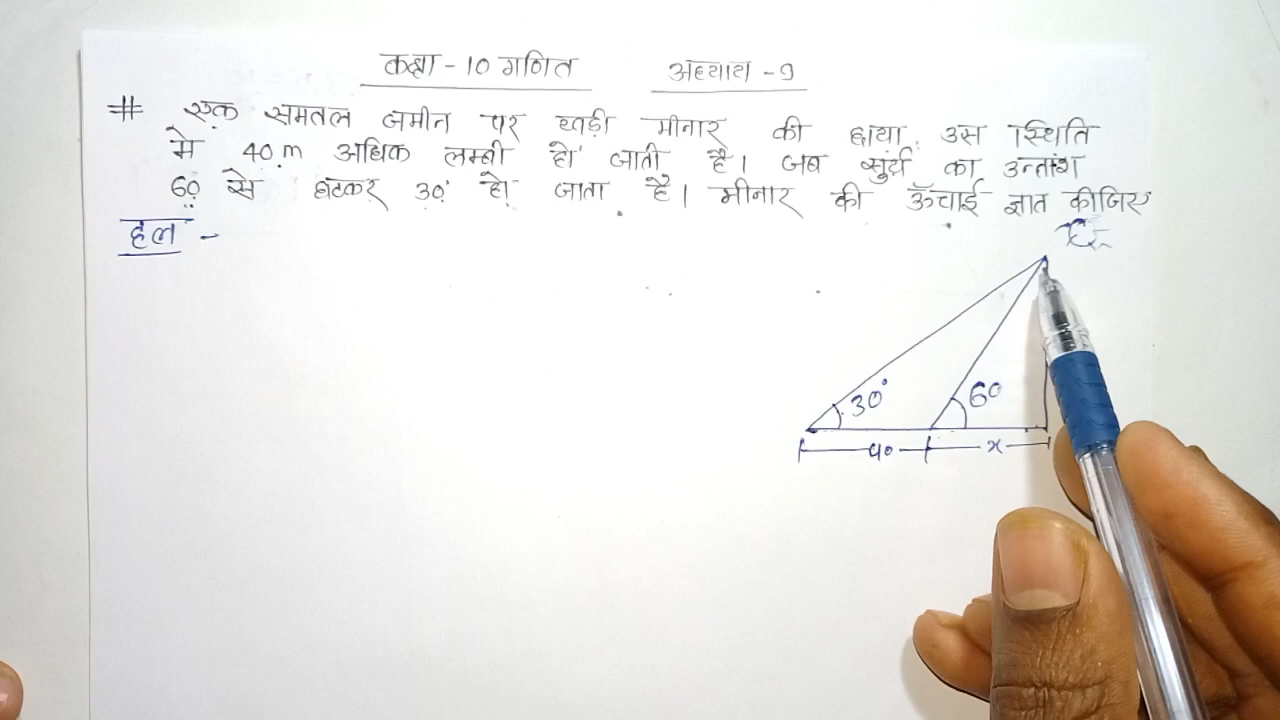 कक्षा - 10 गणित अध्याय - 9
# एक समतल जमीन पर खड़ी मीनार की छाया उस स्थिति
मे 40 m अधिक लम्बी हो जाती है। जब सुर्य का उन्तांश
60° से घटकर 30° हो जाता है। मीनार की ऊँचाई ज्ञात कीजिए
हल -
30° 60
40 x